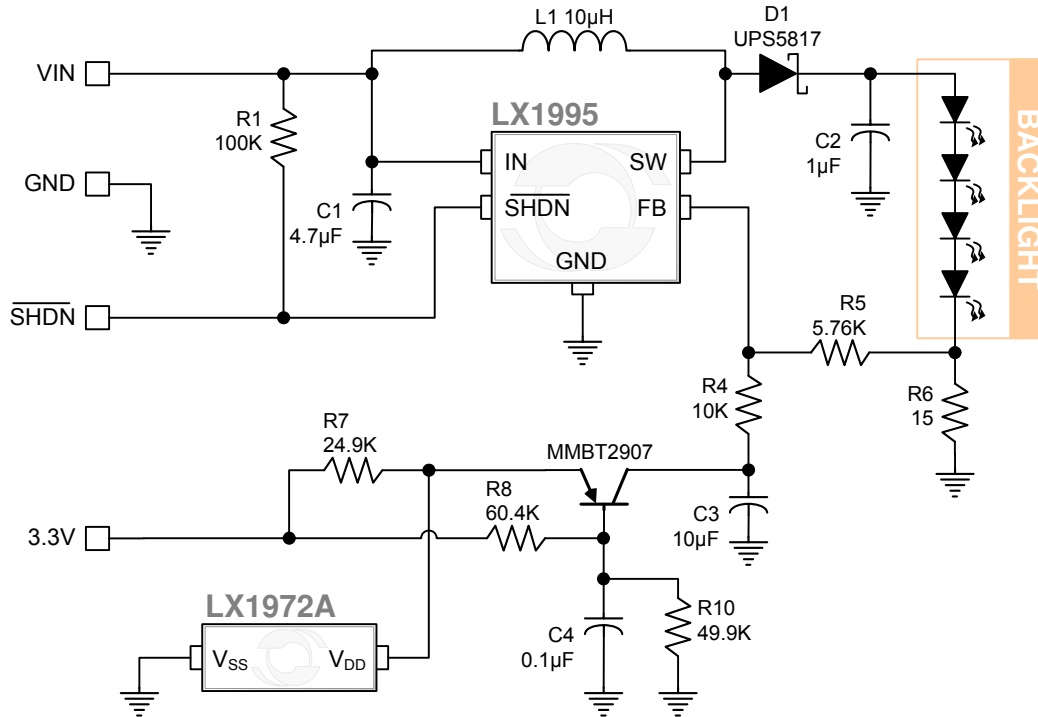 L1 10µH
D1
UPS5817
VIN
R1
100K
LX1995
IN
SW
C2
1µF
BACKLIGHT
GND
C1
4.7µF
SHDN
FB
GND
SHDN
R5
5.76K
R4
10K
R6
15
R7
24.9K
MMBT2907
R8
60.4K
C3
10µF
3.3V
LX1972A
VSS
VDD
C4
0.1µF
R10
49.9K